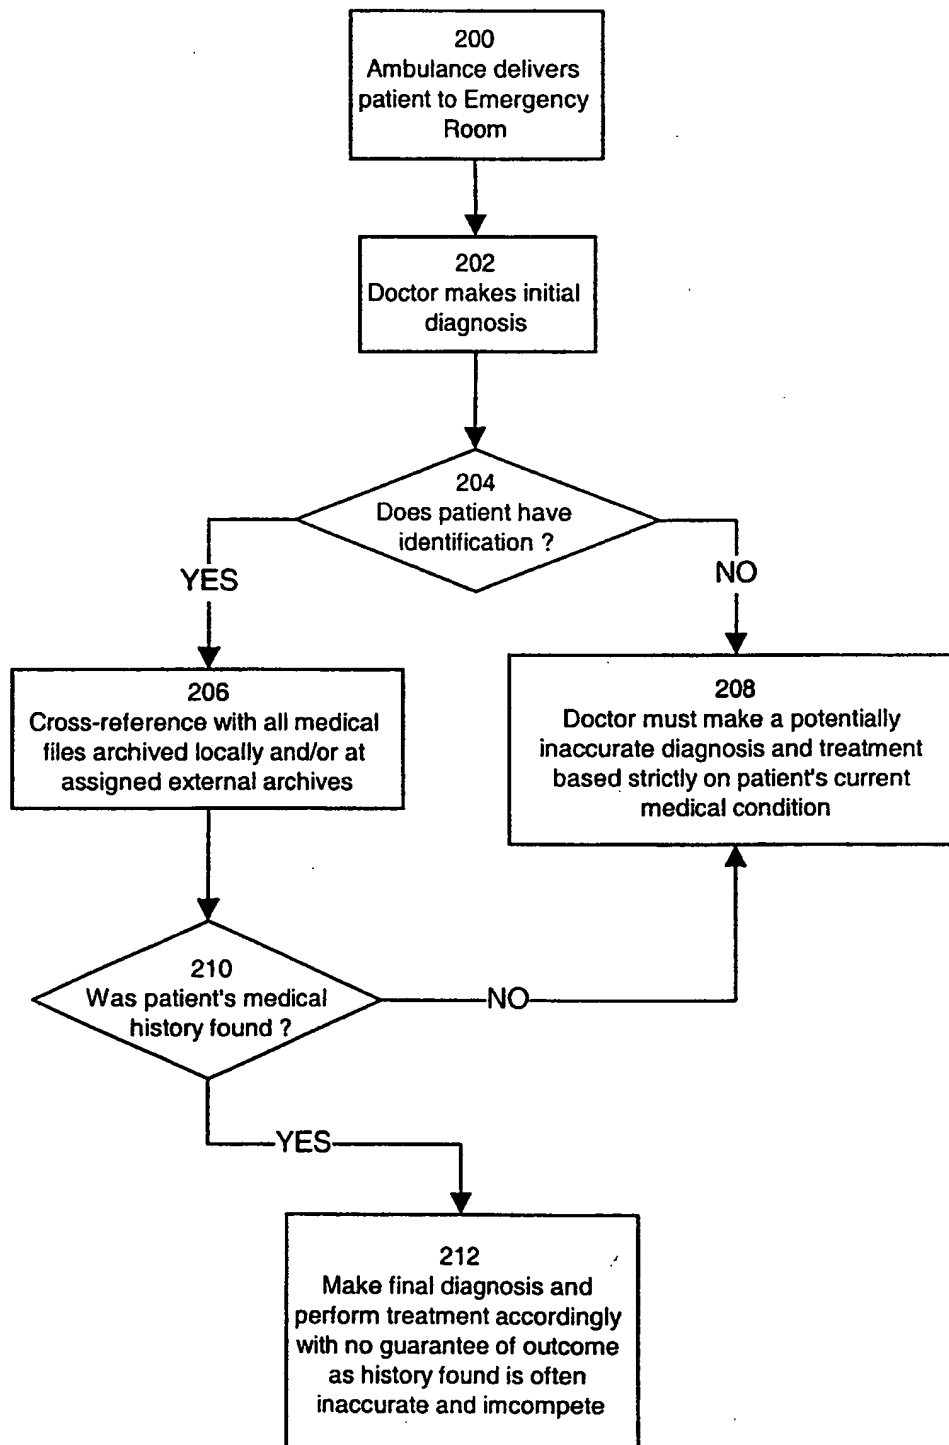 200
Ambulance delivers
patient to Emergency
Room
202
Doctor makes initial
diagnosis
204
Does patient have
identification ?
YES
NO
206
Cross-reference with all medical
files archived locally and/or at
assigned external archives
208
Doctor must make a potentially
inaccurate diagnosis and treatment
based strictly on patient's current
medical condition
210
Was patient's medical
history found ?
NO
YES
212
Make final diagnosis and
perform treatment accordingly
with no guarantee of outcome
as history found is often
inaccurate and imcompete